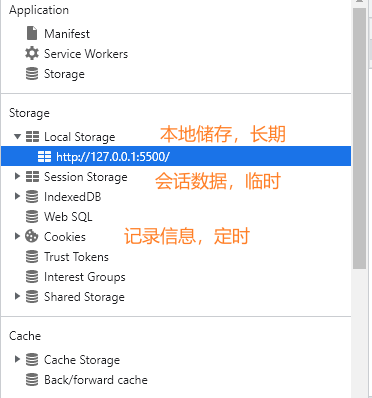 Application
Manifest
Service Workers
Storage
Storage
Local Storage
本地储存，长期
http://127.0.0.1:5500/
Session Storage
会话数据，临时
IndexedDB
Web SQL
Cookies
记录信息，定时
Trust Tokens
Interest Groups
Shared Storage
Cache
Cache Storage
Back/forward cache